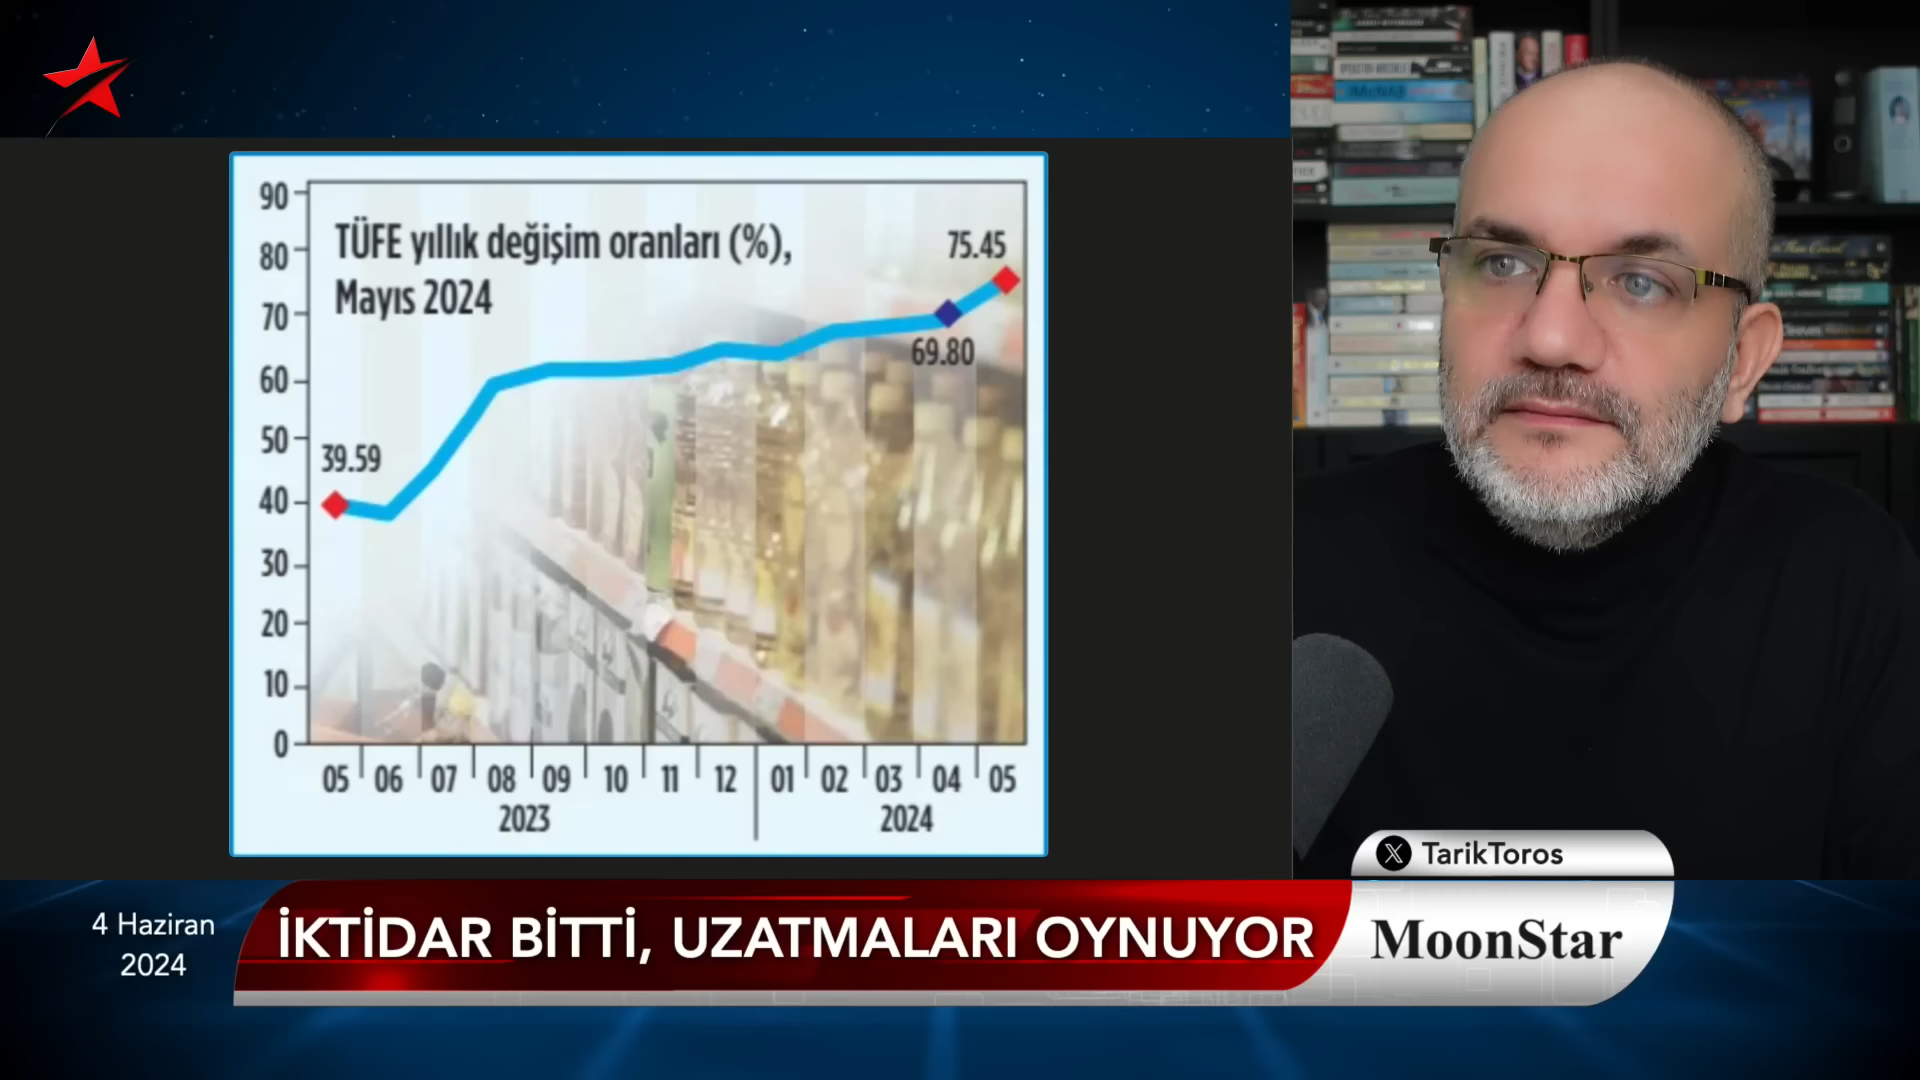 90
80
70
60
50
40
30
20
10
0
TÜFE yıllık değişim oranları (%),
Mayıs 2024
39.59
69.80
75.45
05 06 07 08 09 10 11 12 01 02 03 04 05
2023 2024
TarikToros
4 Haziran
2024
İKTİDAR BİTTİ, UZATMALARI OYNUYOR
MoonStar